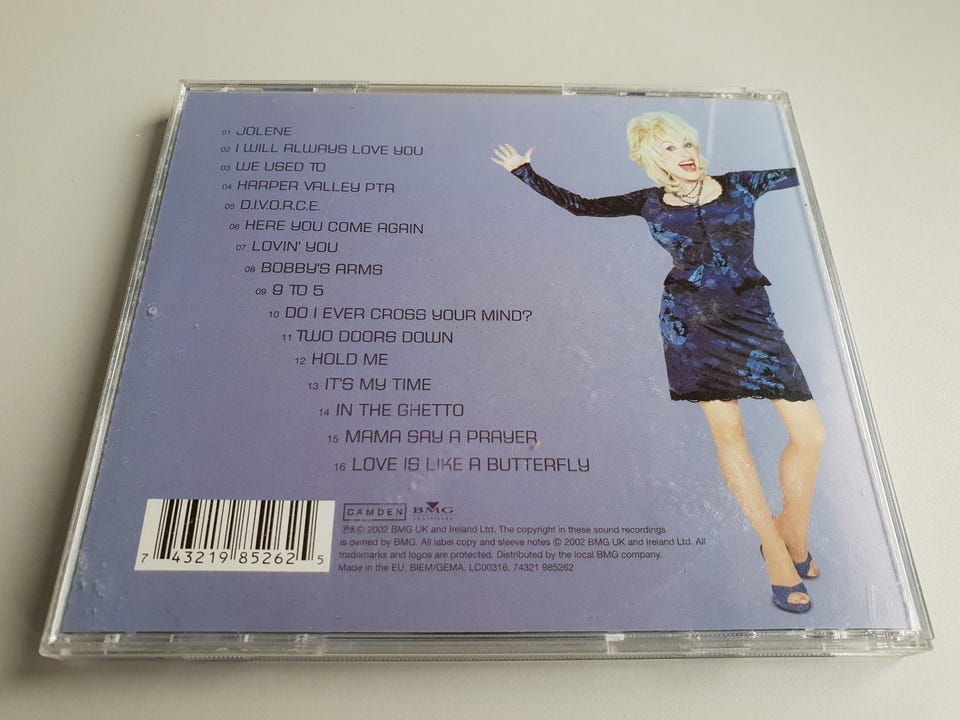 01 JOLENE
02 I WILL ALWAYS LOVE YOU
03 WE USED TO
04 HARPER VALLEY PTA
05 D.I.V.O.R.C.E.
06 HERE YOU COME AGAIN
07 LOVIN' YOU
08 BOBBY'S ARMS
09 9 TO 5
10 DO I EVER CROSS YOUR MIND?
11 TWO DOORS DOWN
12 HOLD ME
13 IT'S MY TIME
14 IN THE GHETTO
15 MAMA SAY A PRAYER
16 LOVE IS LIKE A BUTTERFLY
7 43219 85262 5
CAMDEN BMG
℗&© 2002 BMG UK and Ireland Ltd. The copyright in these sound recordings
is owned by BMG. All label copy and sleeve notes © 2002 BMG UK and Ireland Ltd. All
trademarks and logos are protected. Distributed by the local BMG company.
Made in the EU. BIEM/GEMA. LC00316. 74321 985262